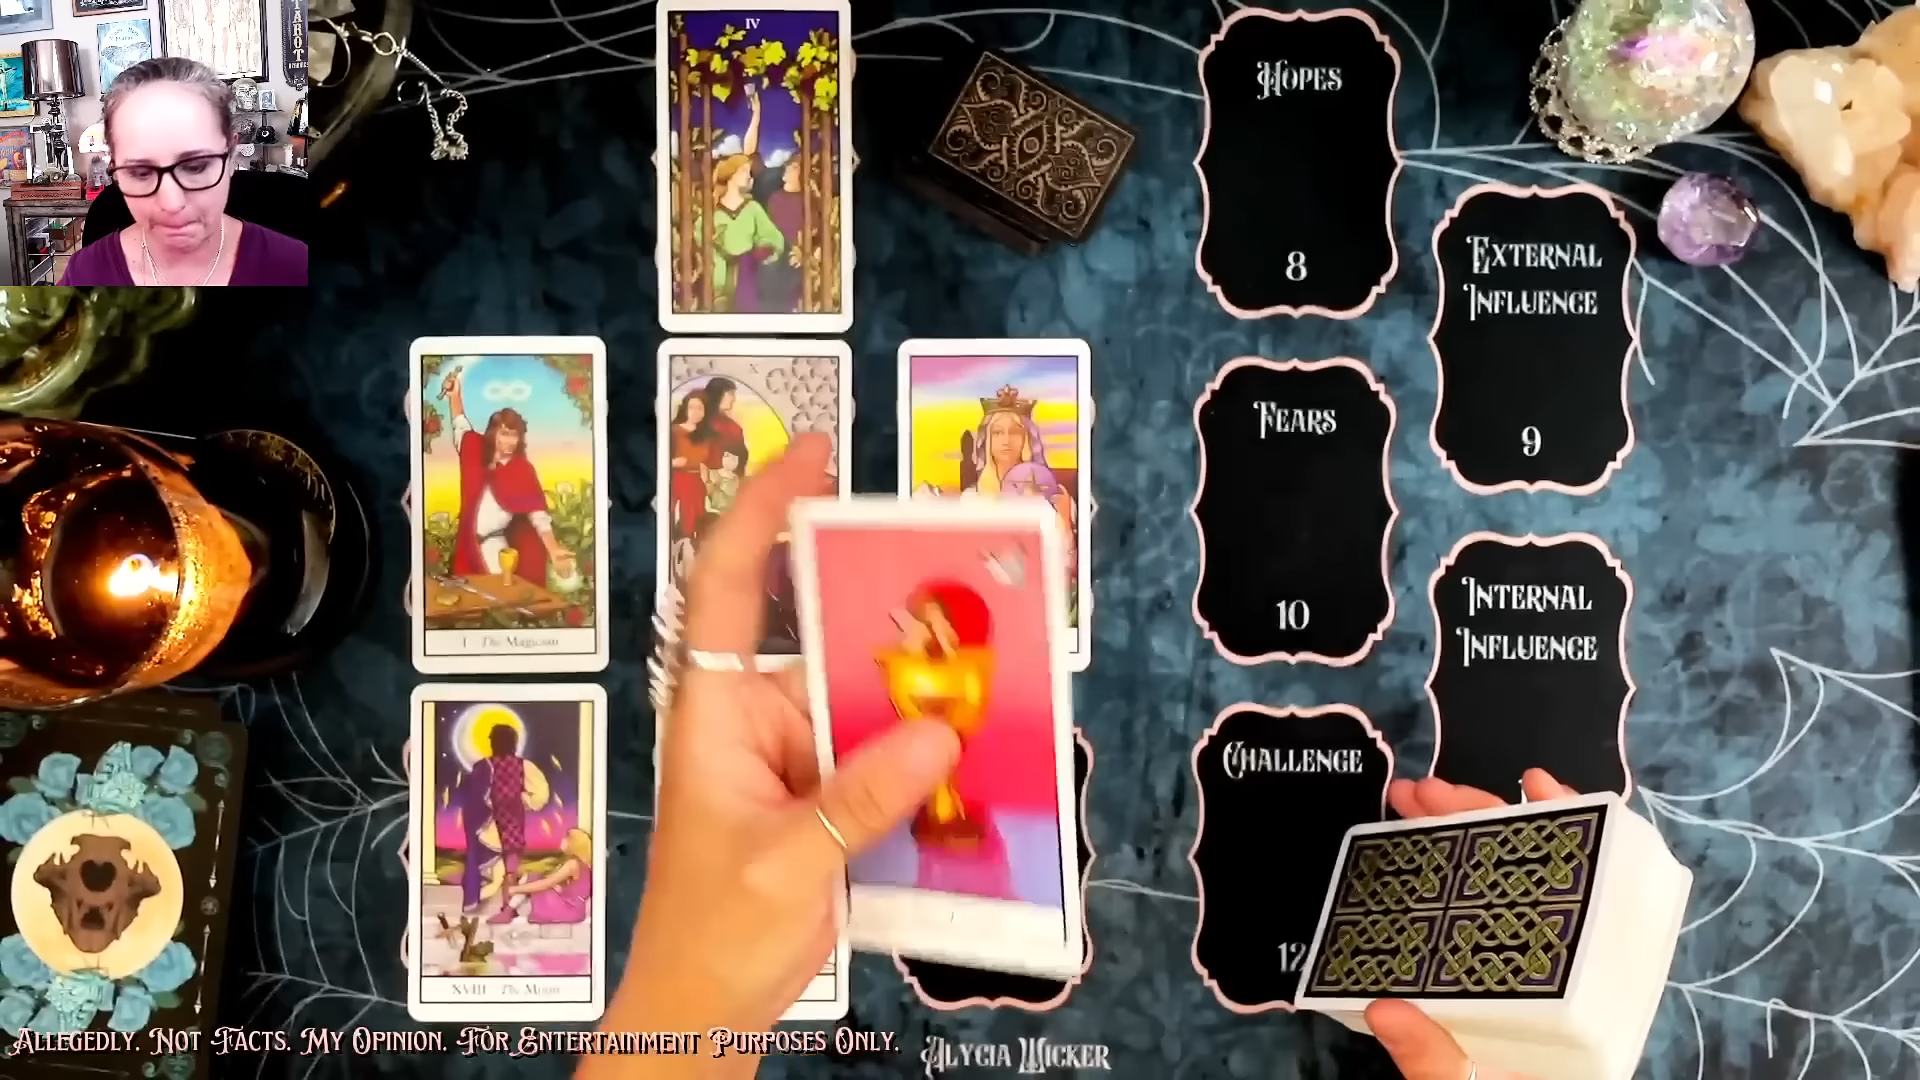 TAROT
IV
HOPES
8
EXTERNAL
INFLUENCE
9
X
FEARS
10
I The Magician
INTERNAL
INFLUENCE
CHALLENGE
12
XVIII The Moon
ALLEGEDLY. NOT FACTS. MY OPINION. FOR ENTERTAINMENT PURPOSES ONLY.
ALYCIA WICKER